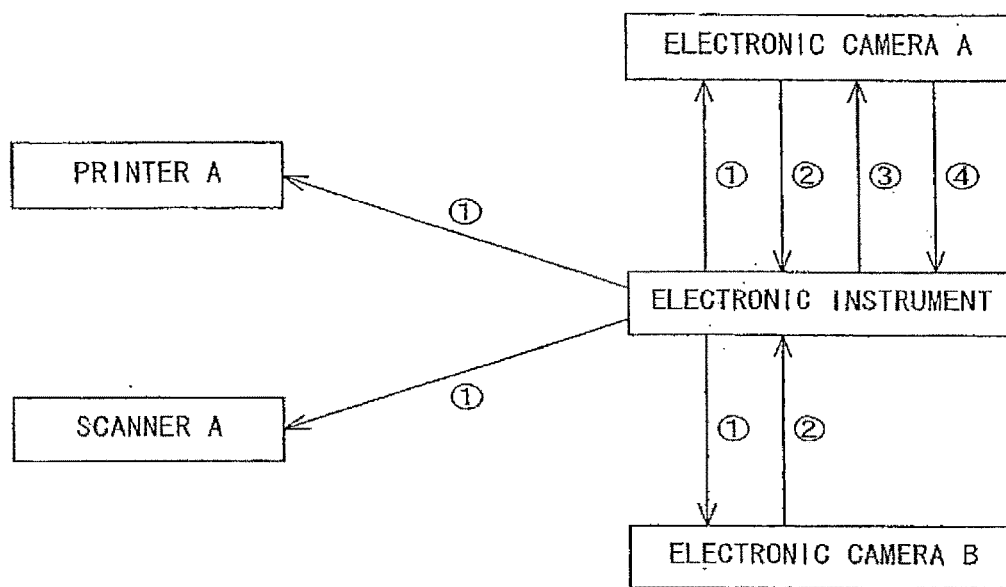 ELECTRONIC CAMERA A
PRINTER A
① ② ③ ④
①
ELECTRONIC INSTRUMENT
①
SCANNER A
① ②
ELECTRONIC CAMERA B